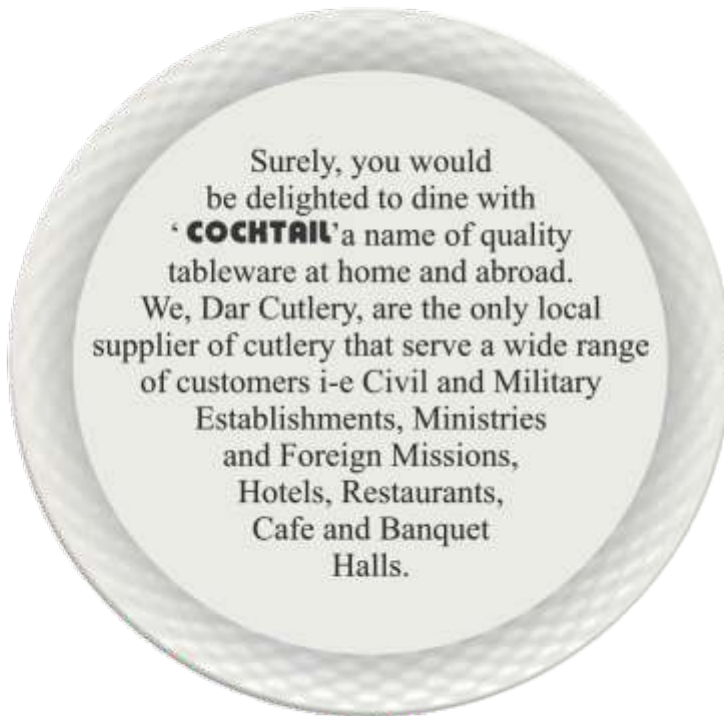 Surely, you would
be delighted to dine with
‘ COCKTAIL’a name of quality
tableware at home and abroad.
We, Dar Cutlery, are the only local
supplier of cutlery that serve a wide range
of customers i-e Civil and Military
Establishments, Ministries
and Foreign Missions,
Hotels, Restaurants,
Cafe and Banquet
Halls.